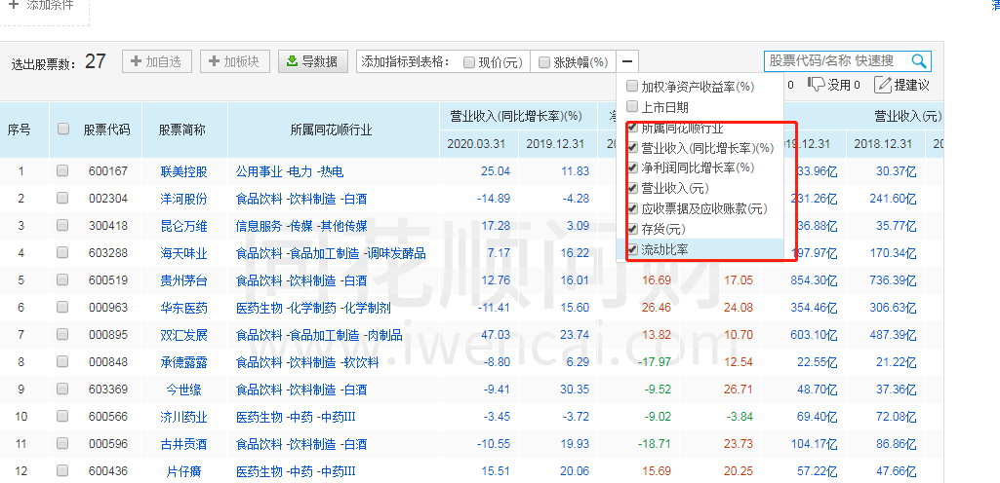 + 添加条件
清
选出股票数： 27 + 加自选 + 加板块 导数据 添加指标到表格： 现价(元) 涨跌幅(%) 股票代码/名称 快速搜
加权净资产收益率(%) 0 没用 0 提建议
上市日期
所属同花顺行业
营业收入(同比增长率)(%)
净利润同比增长率(%)
营业收入(元)
应收票据及应收账款(元)
存货(元)
流动比率
序号 股票代码 股票简称 所属同花顺行业 营业收入(同比增长率)(%) 营业收入(元)
2020.03.31 2019.12.31 20 19.12.31 2018.12.31 20
1 600167 联美控股 公用事业 -电力 -热电 25.04 11.83 33.96亿 30.37亿
2 002304 洋河股份 食品饮料 -饮料制造 -白酒 -14.89 -4.28 231.26亿 241.60亿
3 300418 昆仑万维 信息服务 -传媒 -其他传媒 17.28 3.09 36.88亿 35.77亿
4 603288 海天味业 食品饮料 -食品加工制造 -调味发酵品 7.17 16.22 197.97亿 170.34亿
5 600519 贵州茅台 食品饮料 -饮料制造 -白酒 12.76 16.01 16.69 17.05 854.30亿 736.39亿
6 000963 华东医药 医药生物 -化学制药 -化学制剂 -11.41 15.60 26.46 24.08 354.46亿 306.63亿
7 000895 双汇发展 食品饮料 -食品加工制造 -肉制品 47.03 23.74 13.82 10.70 603.10亿 487.39亿
8 000848 承德露露 食品饮料 -饮料制造 -软饮料 -8.80 6.29 -17.97 12.54 22.55亿 21.22亿
9 603369 今世缘 食品饮料 -饮料制造 -白酒 -9.41 30.35 -9.52 26.71 48.70亿 37.36亿
10 600566 济川药业 医药生物 -中药 -中药III -3.45 -3.72 -9.02 -3.84 69.40亿 72.08亿
11 000596 古井贡酒 食品饮料 -饮料制造 -白酒 -10.55 19.93 -18.71 23.73 104.17亿 86.86亿
12 600436 片仔癀 医药生物 -中药 -中药III 15.51 20.06 15.69 20.25 57.22亿 47.66亿
同花顺问财
www.iwencai.com